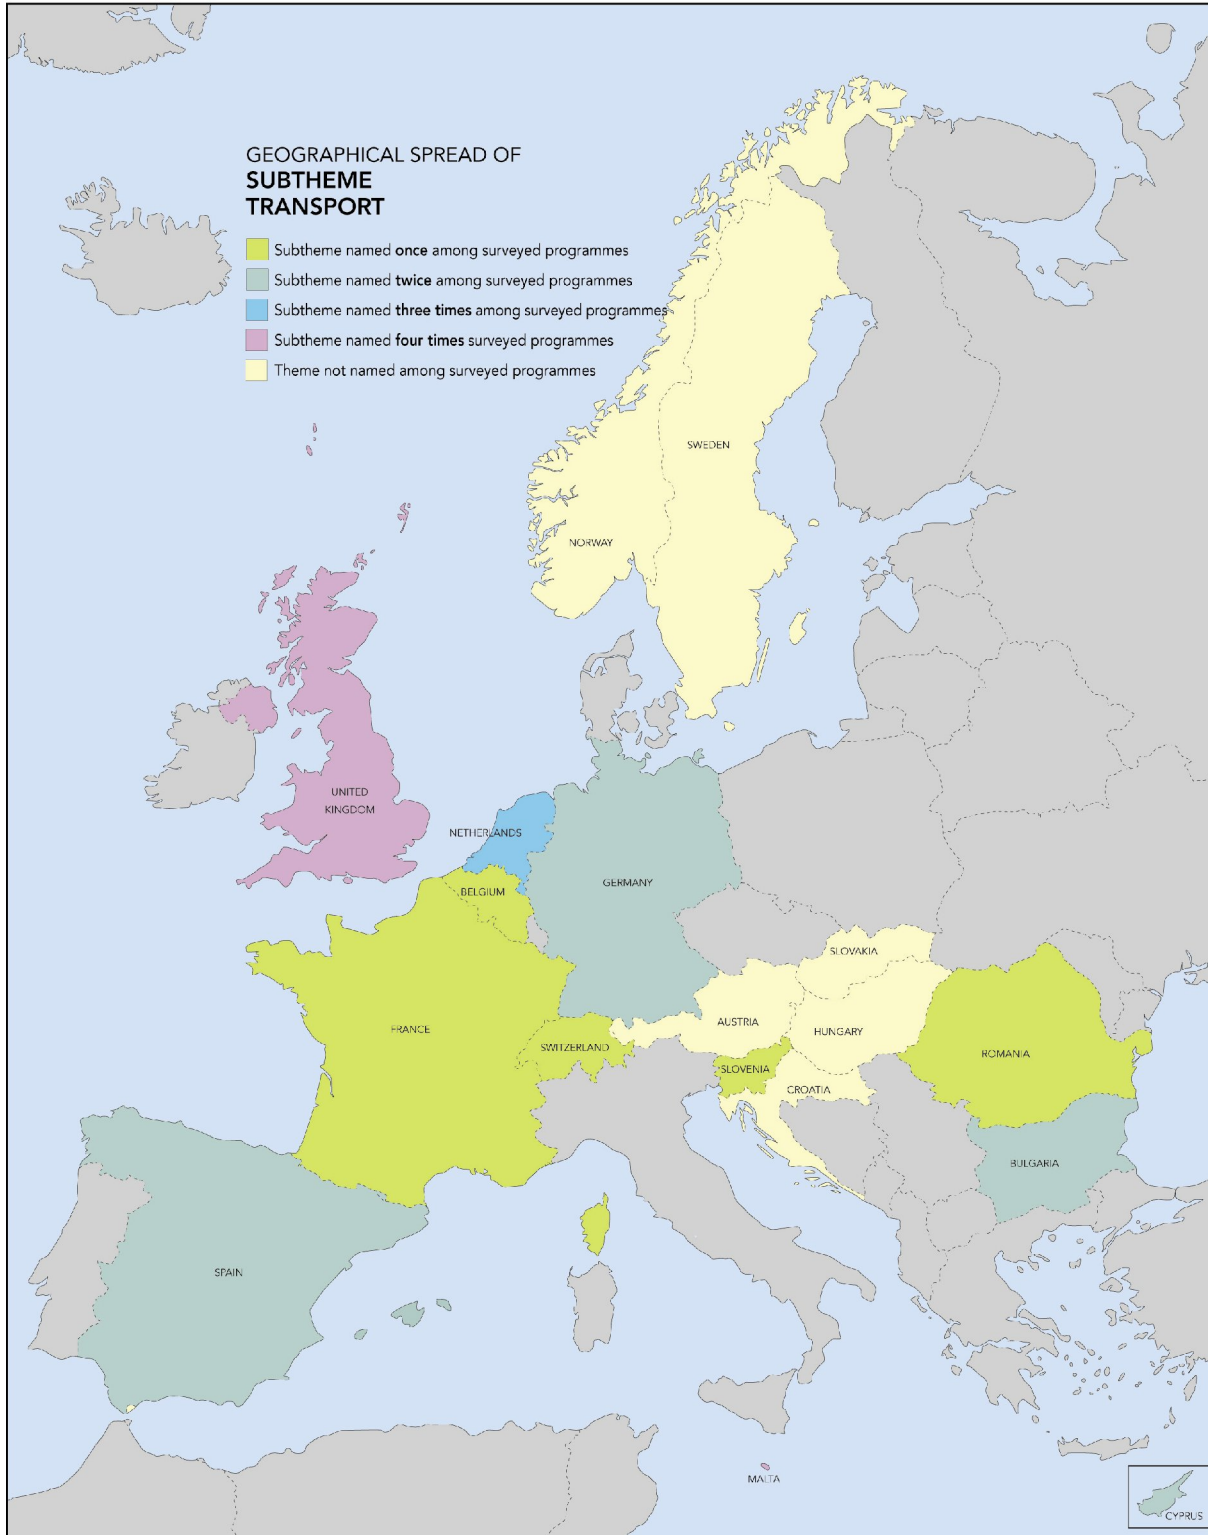 GEOGRAPHICAL SPREAD OF
SUBTHEME
TRANSPORT
Subtheme named once among surveyed programmes
Subtheme named twice among surveyed programmes
Subtheme named three times among surveyed programmes
Subtheme named four times surveyed programmes
Theme not named among surveyed programmes
SWEDEN
NORWAY
UNITED
KINGDOM
NETHERLANDS
BELGIUM
GERMANY
SLOVAKIA
AUSTRIA
FRANCE
HUNGARY
SWITZERLAND
ROMANIA
SLOVENIA
CROATIA
BULGARIA
SPAIN
MALTA
CYPRUS